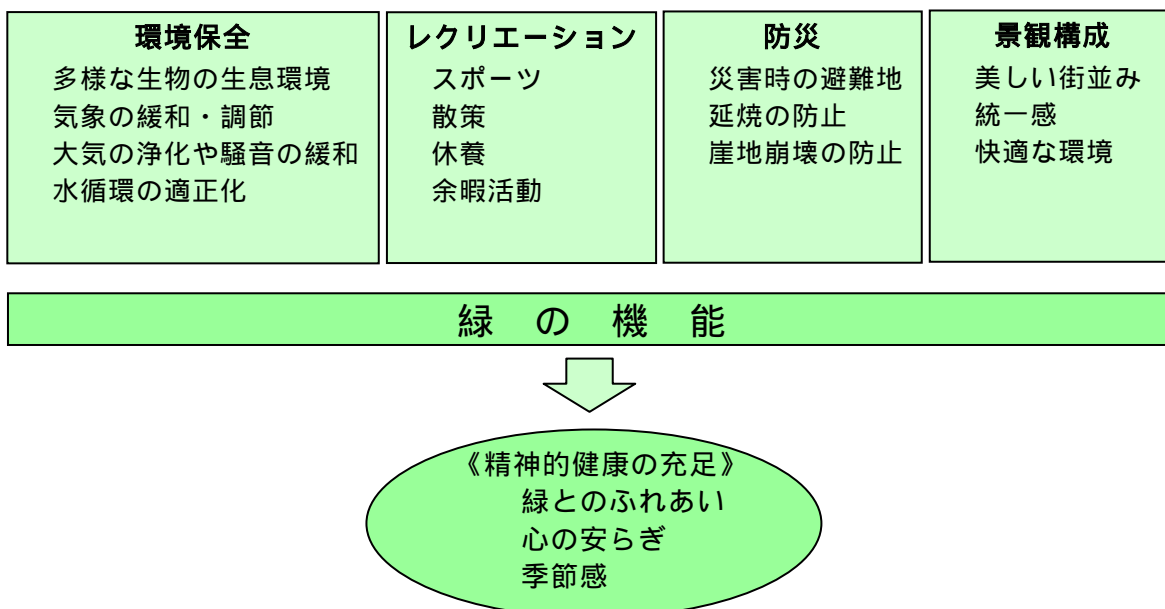 環境保全
多様な生物の生息環境
気象の緩和・調節
大気の浄化や騒音の緩和
水循環の適正化
レクリエーション
スポーツ
散策
休養
余暇活動
防災
災害時の避難地
延焼の防止
崖地崩壊の防止
景観構成
美しい街並み
統一感
快適な環境
緑の機能
《精神的健康の充足》
緑とのふれあい
心の安らぎ
季節感